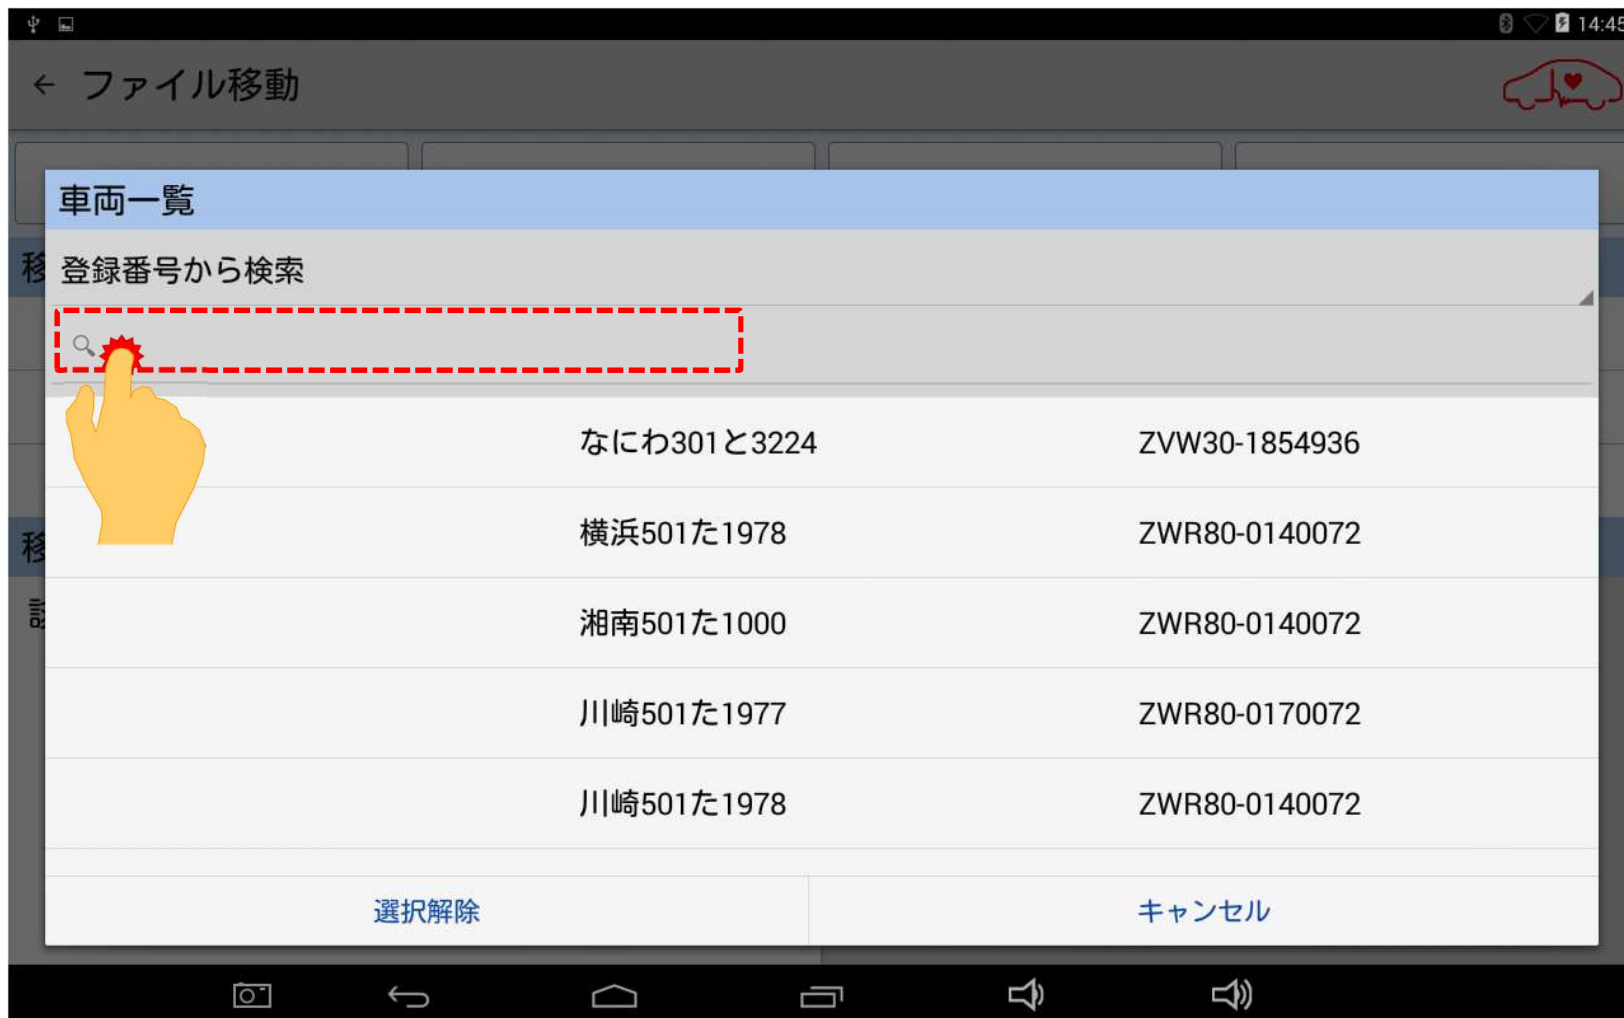 14:45
ファイル移動
車両一覧
移
登録番号から検索
なにわ301と3224 ZVW30-1854936
横浜501た1978 ZWR80-0140072
移
湘南501た1000 ZWR80-0140072
川崎501た1977 ZWR80-0170072
川崎501た1978 ZWR80-0140072
選択解除 キャンセル